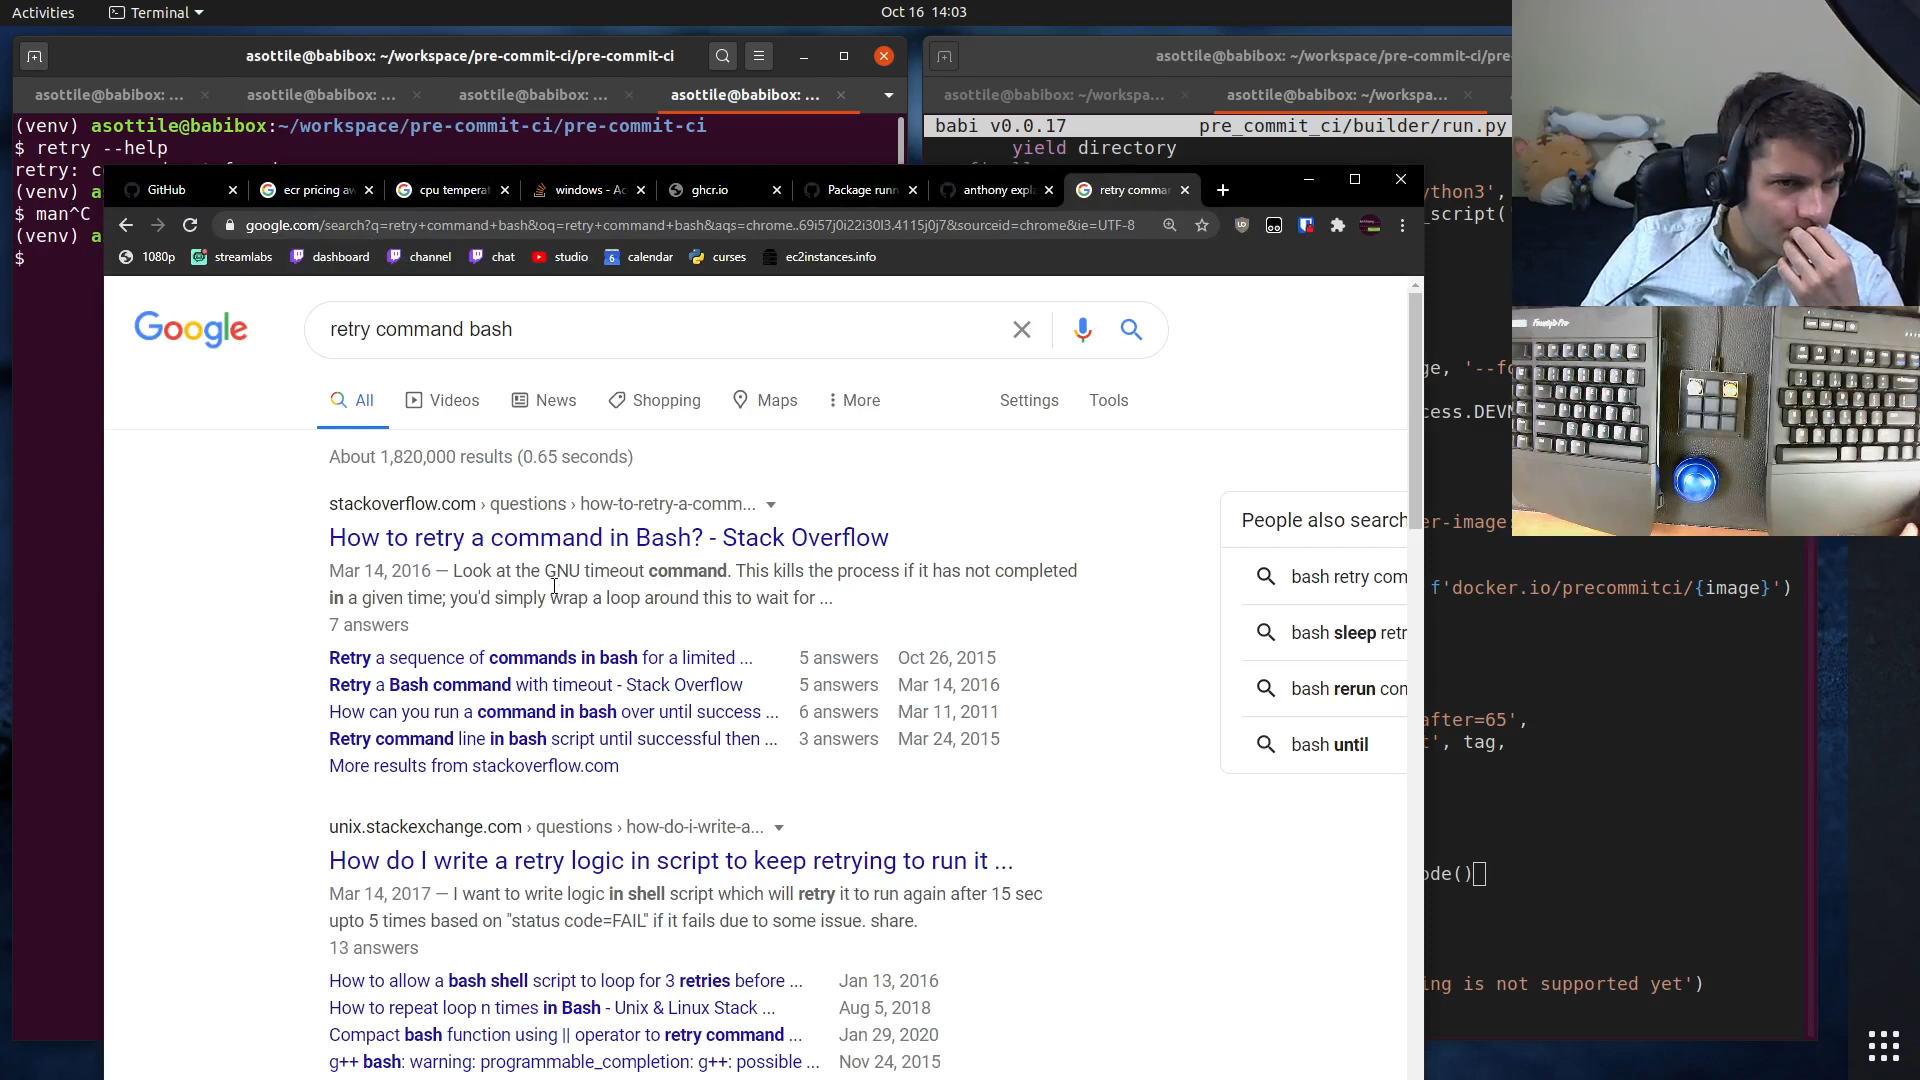 Activities
Terminal
Oct 16 14:03
asottile@babibox: ~/workspace/pre-commit-ci/pre-commit-ci
asottile@babibox: ~/workspace/pre-commit-ci/pre
asottile@babibox: ...
asottile@babibox: ...
asottile@babibox: ...
asottile@babibox: ...
asottile@babibox: ~/workspa...
asottile@babibox: ~/workspa...
(venv) asottile@babibox:~/workspace/pre-commit-ci/pre-commit-ci
$ retry --help
retry: c
(venv) a
$ man^C
(venv) a
$
babi v0.0.17 pre_commit_ci/builder/run.py
yield directory
ython3',
_script('
ge, '--fo
cess.DEVN
er-image:
f'docker.io/precommitci/{image}')
after=65',
t', tag,
ode()
ing is not supported yet')
GitHub
ecr pricing aw
cpu temperat
windows - Ac
ghcr.io
Package runn
anthony expla
retry comma
google.com/search?q=retry+command+bash&oq=retry+command+bash&aqs=chrome..69i57j0i22i30l3.4115j0j7&sourceid=chrome&ie=UTF-8
1080p
streamlabs
dashboard
channel
chat
studio
6 calendar
curses
ec2instances.info
Google
retry command bash
All
Videos
News
Shopping
Maps
More
Settings
Tools
About 1,820,000 results (0.65 seconds)
stackoverflow.com › questions › how-to-retry-a-comm...
How to retry a command in Bash? - Stack Overflow
Mar 14, 2016 — Look at the GNU timeout command. This kills the process if it has not completed
in a given time; you'd simply wrap a loop around this to wait for ...
7 answers
Retry a sequence of commands in bash for a limited ... 5 answers Oct 26, 2015
Retry a Bash command with timeout - Stack Overflow 5 answers Mar 14, 2016
How can you run a command in bash over until success ... 6 answers Mar 11, 2011
Retry command line in bash script until successful then ... 3 answers Mar 24, 2015
More results from stackoverflow.com
unix.stackexchange.com › questions › how-do-i-write-a...
How do I write a retry logic in script to keep retrying to run it ...
Mar 14, 2017 — I want to write logic in shell script which will retry it to run again after 15 sec
upto 5 times based on "status code=FAIL" if it fails due to some issue. share.
13 answers
How to allow a bash shell script to loop for 3 retries before ... Jan 13, 2016
How to repeat loop n times in Bash - Unix & Linux Stack ... Aug 5, 2018
Compact bash function using || operator to retry command ... Jan 29, 2020
g++ bash: warning: programmable_completion: g++: possible ... Nov 24, 2015
People also search
bash retry com
bash sleep retr
bash rerun con
bash until
Freestyle Pro